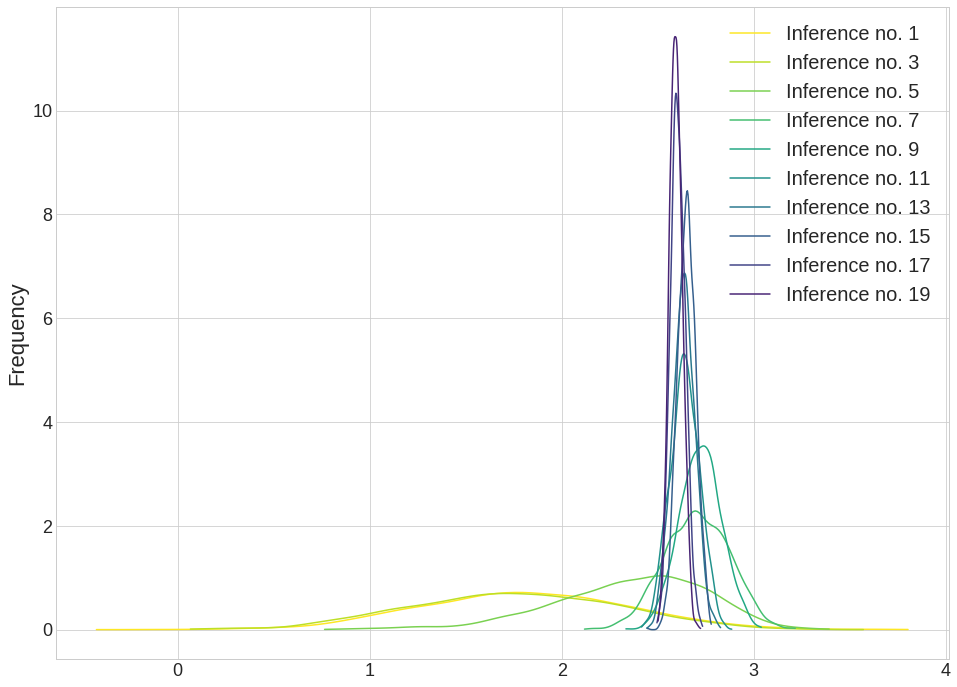 Inference no. 1
Inference no. 3
Inference no. 5
Inference no. 7
Inference no. 9
Inference no. 11
Inference no. 13
Inference no. 15
Inference no. 17
Inference no. 19
Frequency
10
8
6
4
2
0
0 1 2 3 4